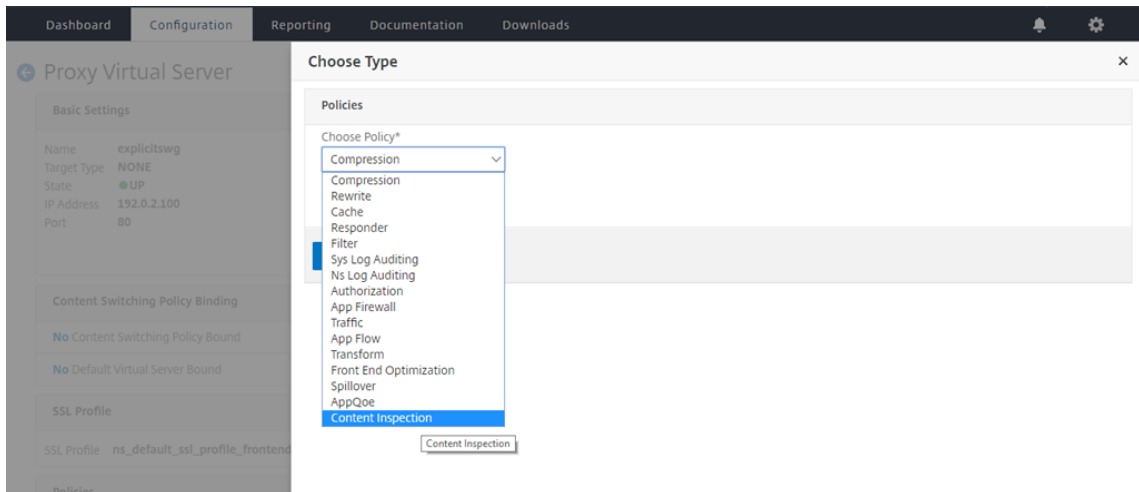 Dashboard Configuration Reporting Documentation Downloads
Proxy Virtual Server
Basic Settings
Name explicitswg
Target Type NONE
State UP
IP Address 192.0.2.100
Port 80
Content Switching Policy Binding
No Content Switching Policy Bound
No Default Virtual Server Bound
SSL Profile
SSL Profile ns_default_ssl_profile_frontend
Policies
Choose Type
Policies
Choose Policy*
Compression
Compression
Rewrite
Cache
Responder
Filter
Sys Log Auditing
Ns Log Auditing
Authorization
App Firewall
Traffic
App Flow
Transform
Front End Optimization
Spillover
AppQoe
Content Inspection
Content Inspection